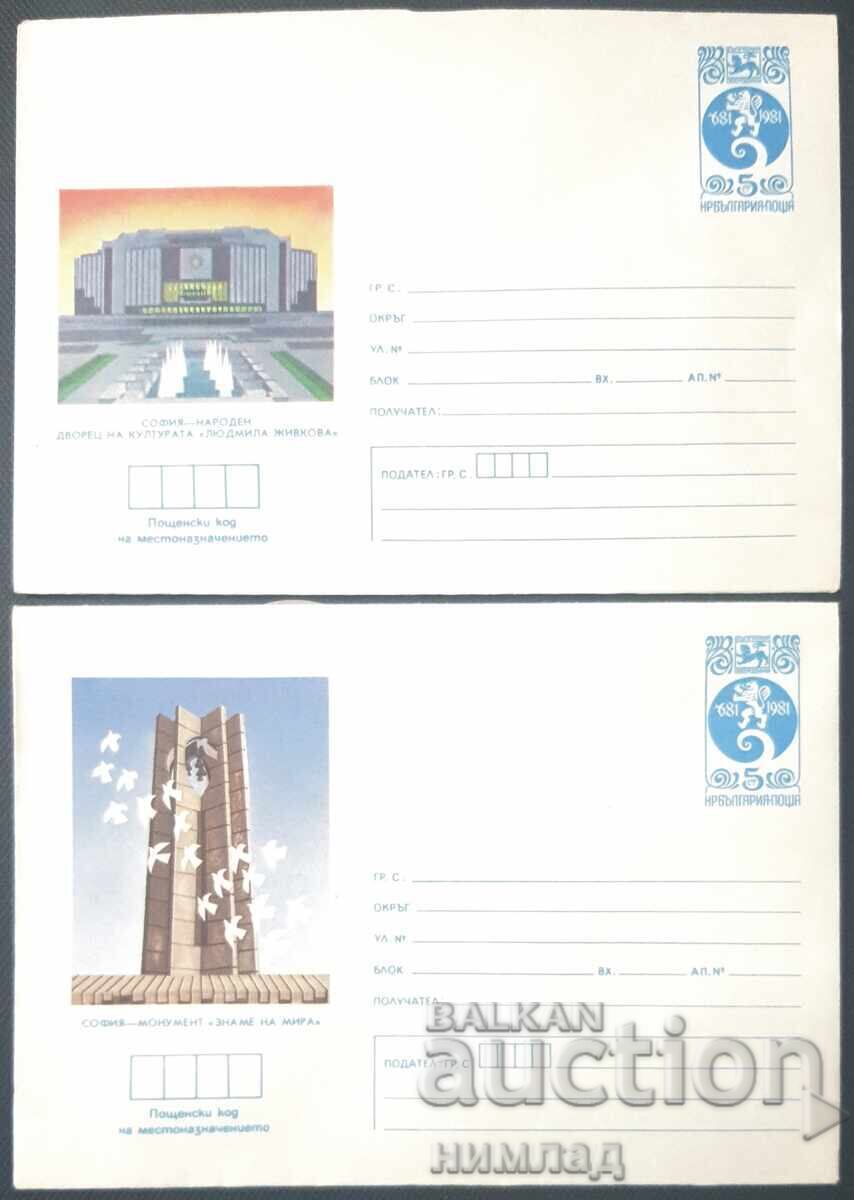 681 1981
5
НРБЪЛГАРИЯ·ПОЩА
ГР. С.
ОКРЪГ
УЛ. №
БЛОК ВХ. АП. №
ПОЛУЧАТЕЛ:
ПОДАТЕЛ: ГР. С.
СОФИЯ—НАРОДЕН
ДВОРЕЦ НА КУЛТУРАТА «ЛЮДМИЛА ЖИВКОВА»
Пощенски код
на местоназначението
681 1981
5
НРБЪЛГАРИЯ·ПОЩА
ГР. С.
ОКРЪГ
УЛ. №
БЛОК ВХ. АП. №
ПОЛУЧАТЕЛ
ПОДАТЕЛ: ГР. С
СОФИЯ—МОНУМЕНТ «ЗНАМЕ НА МИРА»
Пощенски код
на местоназначението
BALKAN
auction
НИМЛАД